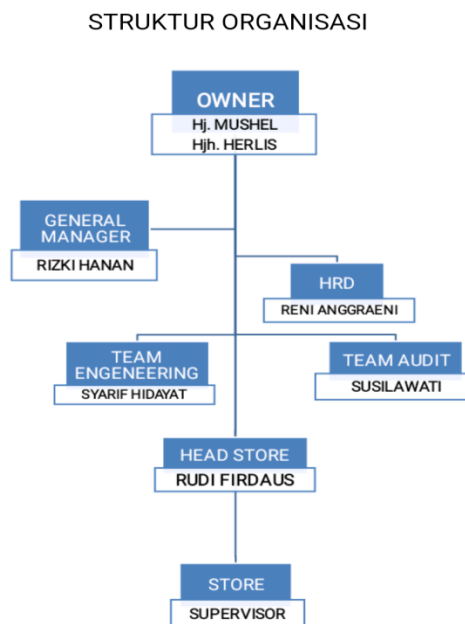 STRUKTUR ORGANISASI
OWNER
Hj. MUSHEL
Hjh. HERLIS
GENERAL
MANAGER
RIZKI HANAN
HRD
RENI ANGGRAENI
TEAM
ENGENEERING
SYARIF HIDAYAT
TEAM AUDIT
SUSILAWATI
HEAD STORE
RUDI FIRDAUS
STORE
SUPERVISOR